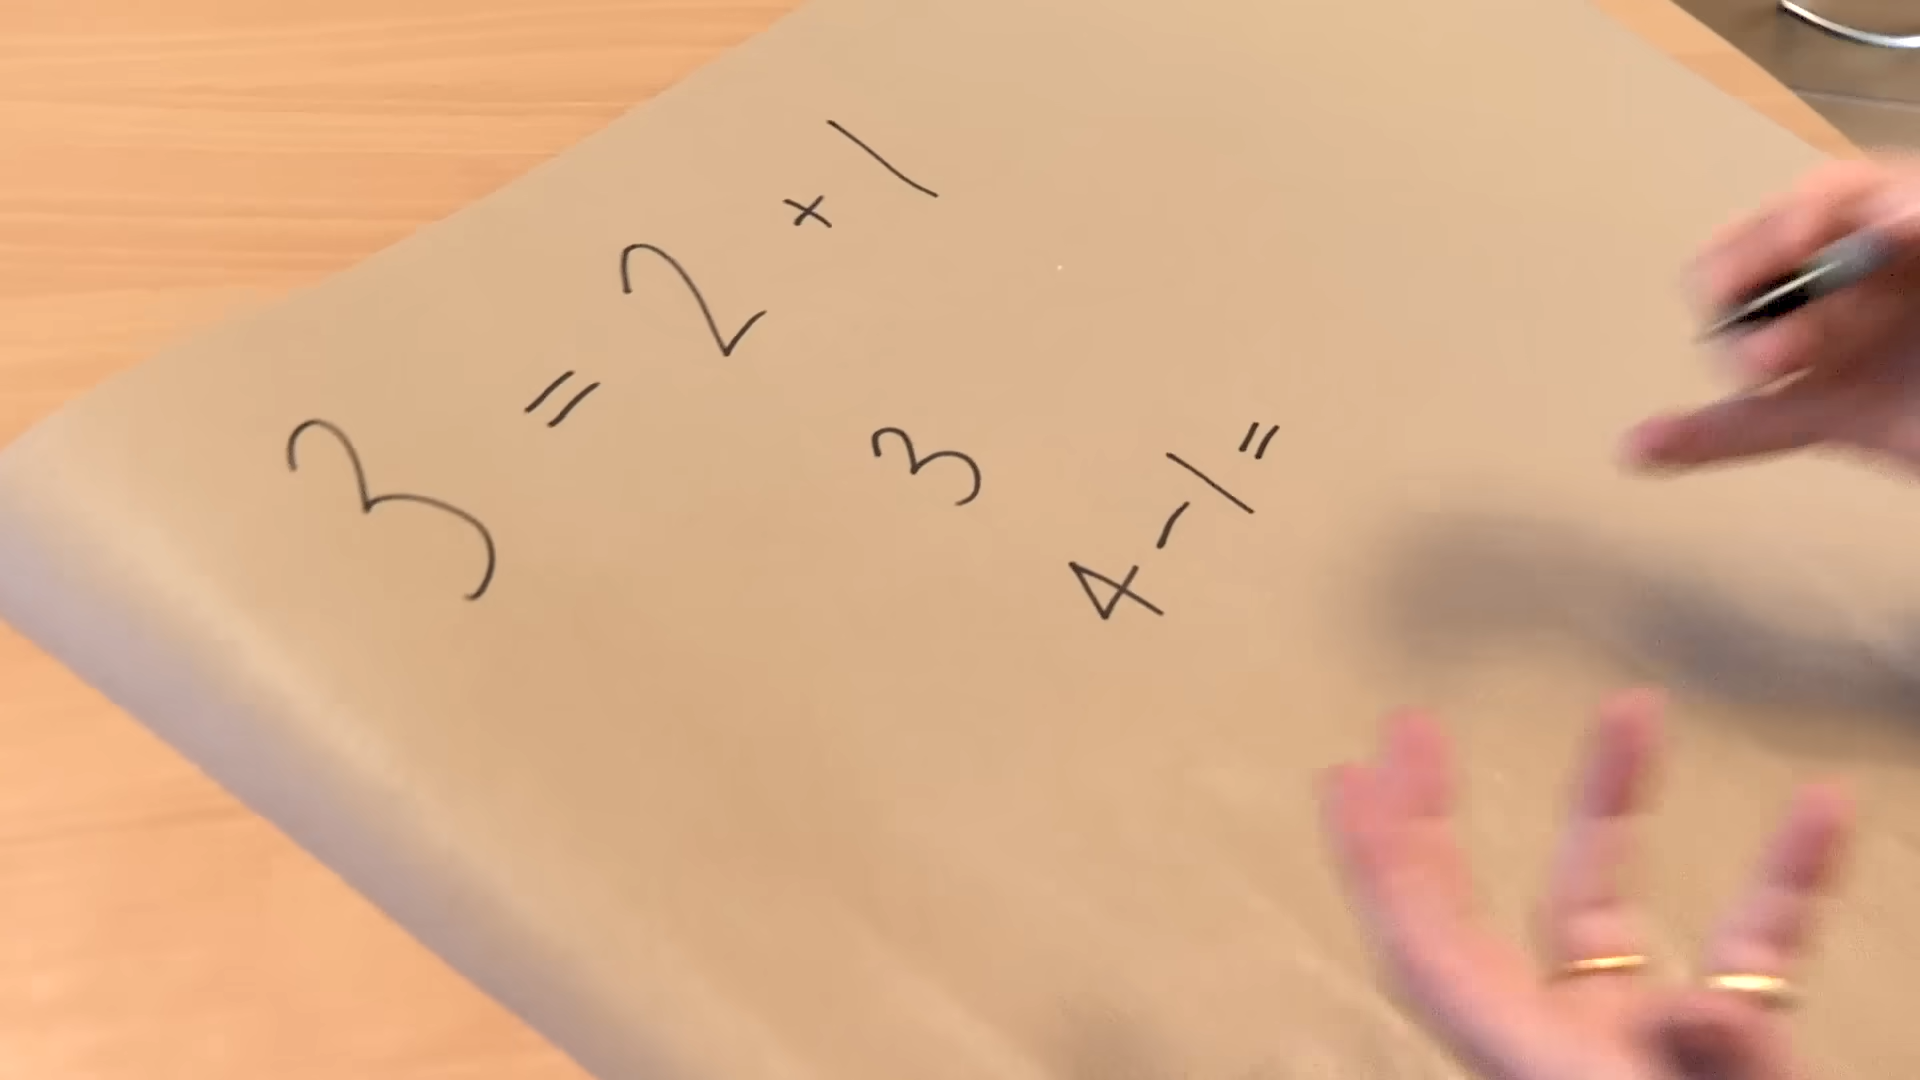 3 = 2 + 1
3
4 - 1 =